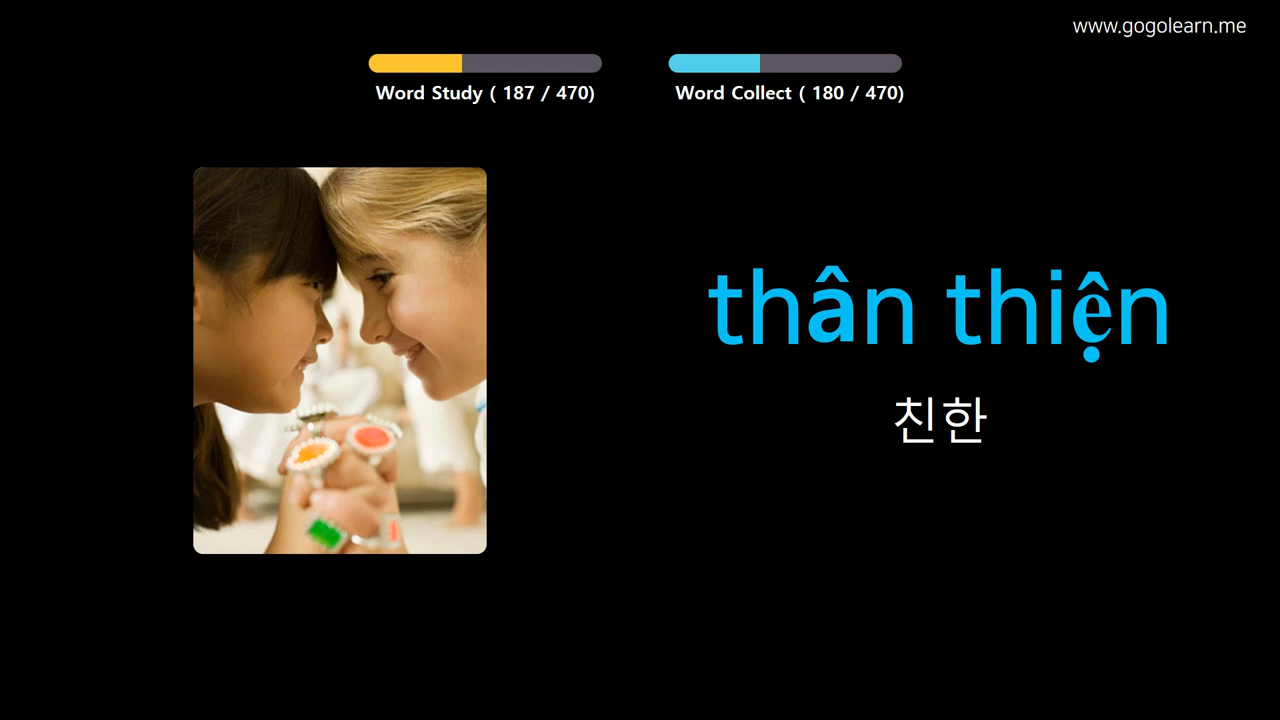 www.gogolearn.me
Word Study ( 187 / 470)
Word Collect ( 180 / 470)
thân thiện
친한